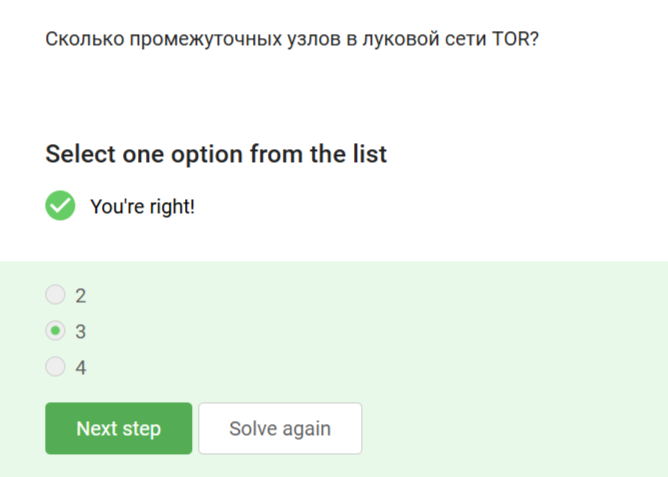 Сколько промежуточных узлов в луковой сети TOR?
Select one option from the list
You're right!
2
3
4
Next step
Solve again